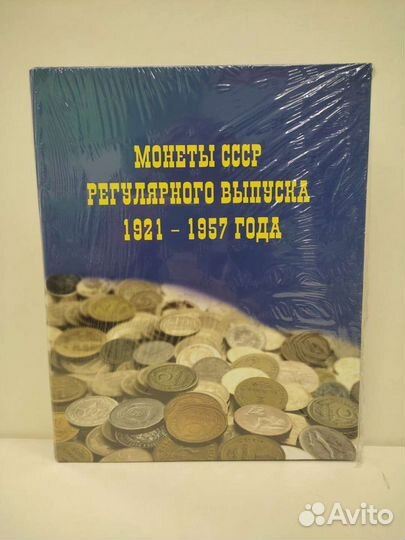 МОНЕТЫ СССР
РЕГУЛЯРНОГО ВЫПУСКА
1921 – 1957 ГОДА
Avito